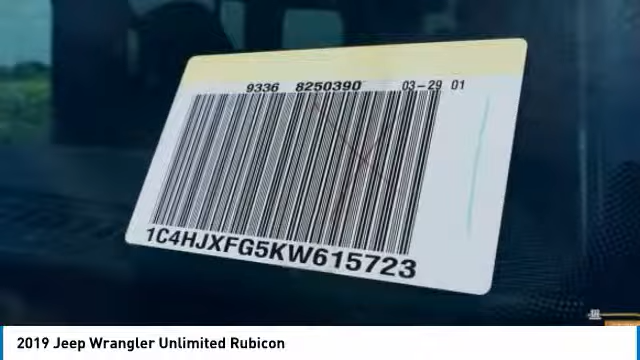 9336 8250390 03-29 01
1C4HJXFG5KW615723
2019 Jeep Wrangler Unlimited Rubicon